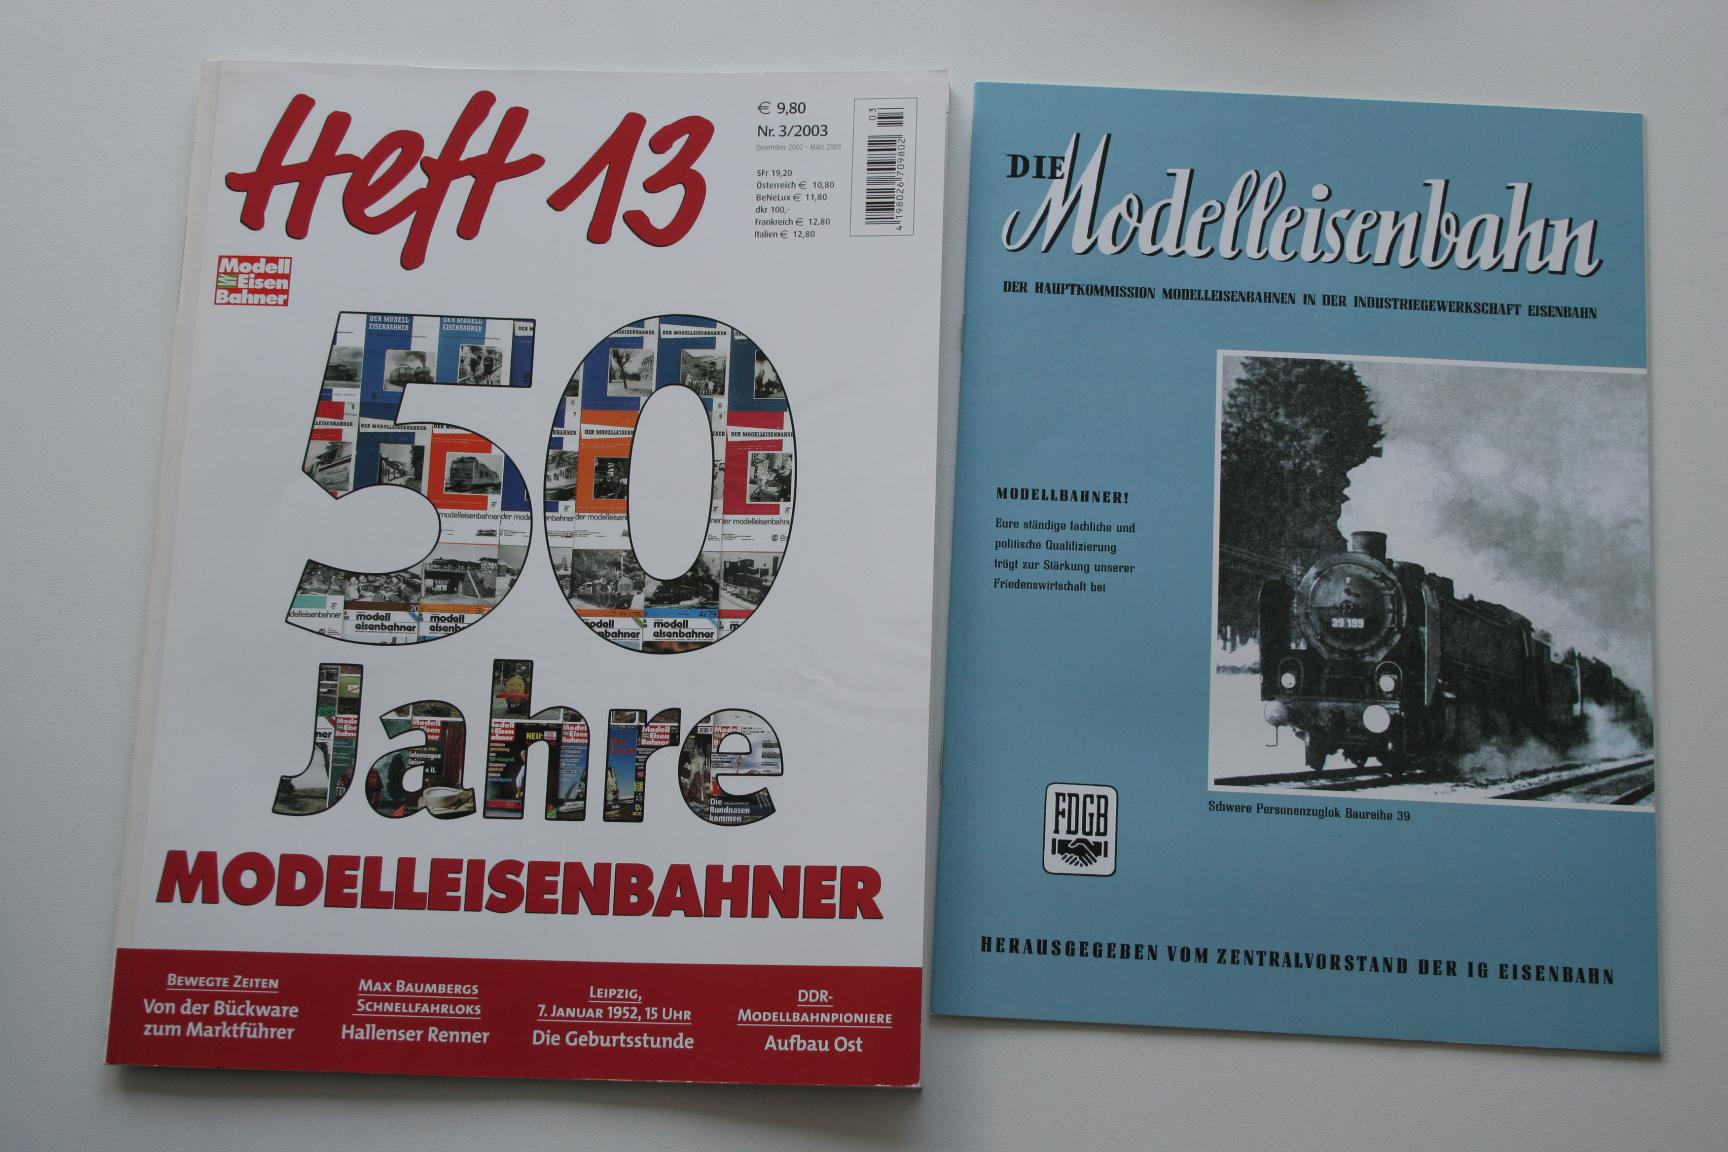 Heft 13
€ 9,80
Nr. 3/2003
Dezember 2002 - März 2003
SFr 19,20
Österreich € 10,80
BeNeLux € 11,80
dkr 100,-
Frankreich € 12,80
Italien € 12,80
03
4 198026 709802
Modell
Eisen
Bahner
50
Jahre
MODELLEISENBAHNER
BEWEGTE ZEITEN
Von der Bückware
zum Marktführer
MAX BAUMBERGS
SCHNELLFAHRLOKS
Hallenser Renner
LEIPZIG,
7. JANUAR 1952, 15 UHR
Die Geburtsstunde
DDR-
MODELLBAHNPIONIERE
Aufbau Ost
DIE
Modelleisenbahn
DER HAUPTKOMMISSION MODELLEISENBAHNEN IN DER INDUSTRIEGEWERKSCHAFT EISENBAHN
MODELLBAHNER!
Eure ständige fachliche und
politische Qualifizierung
trägt zur Stärkung unserer
Friedenswirtschaft bei
39 199
Schwere Personenzuglok Baureihe 39
FDGB
HERAUSGEGEBEN VOM ZENTRALVORSTAND DER IG EISENBAHN